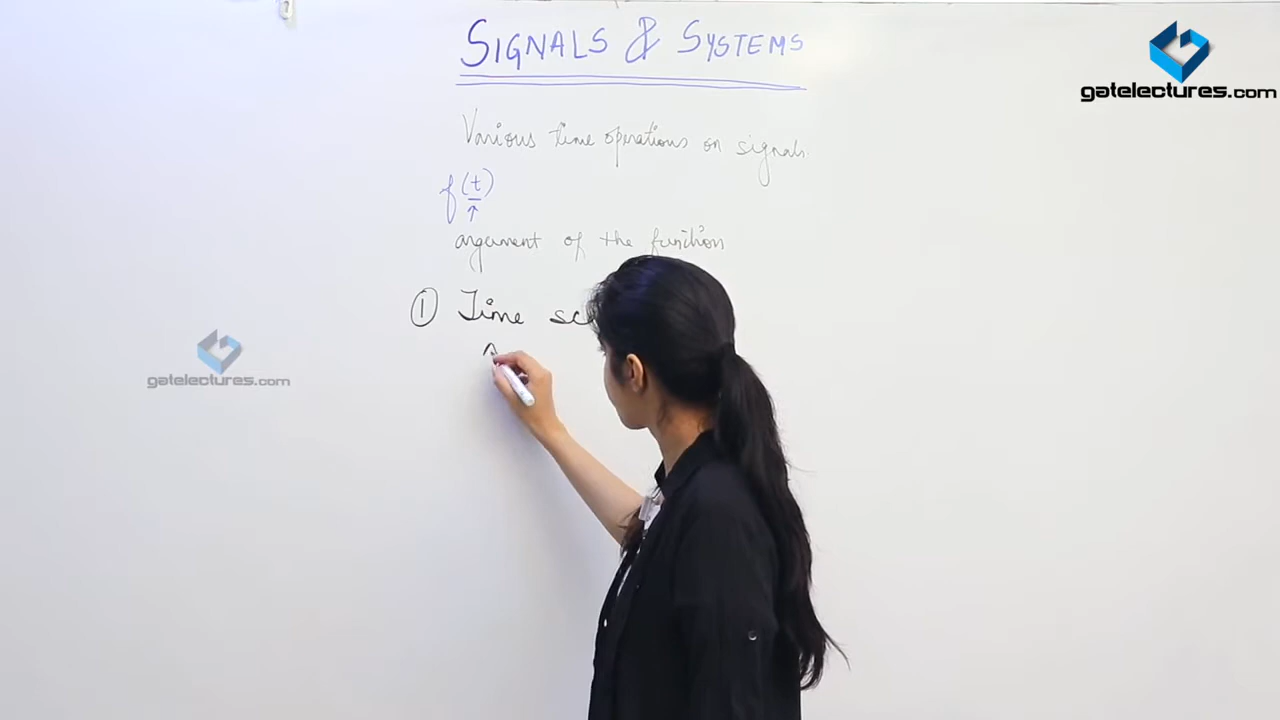 SIGNALS & SYSTEMS
gatelectures.com
Various time operations on signals
f(t)
↑
argument of the function
① Time sc
gatelectures.com